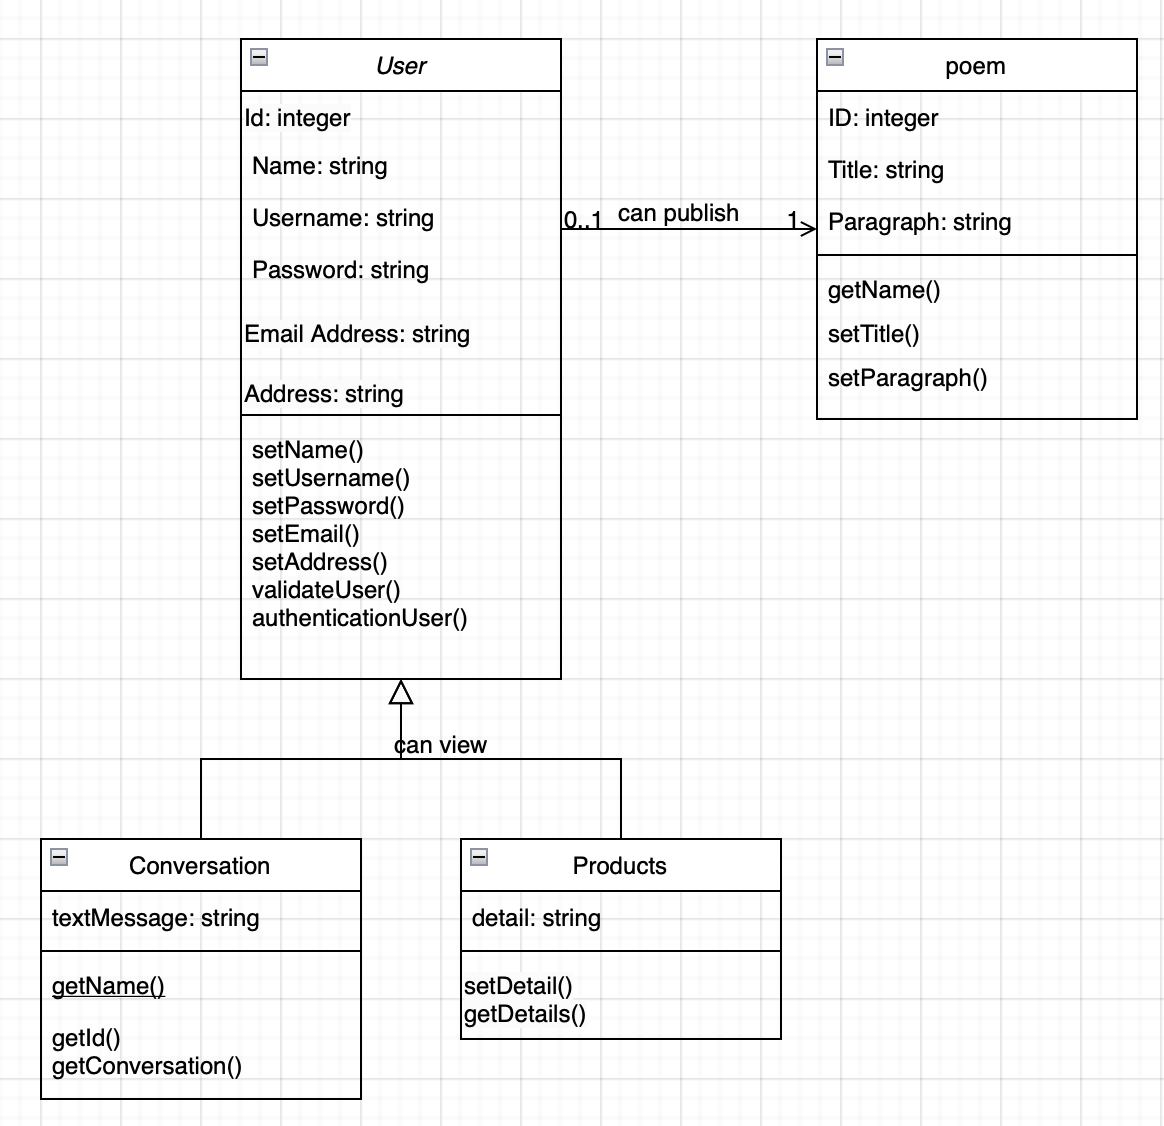 User
Id: integer
Name: string
Username: string
Password: string
Email Address: string
Address: string
setName()
setUsername()
setPassword()
setEmail()
setAddress()
validateUser()
authenticationUser()
0..1 can publish 1
poem
ID: integer
Title: string
Paragraph: string
getName()
setTitle()
setParagraph()
can view
Conversation
textMessage: string
getName()
getId()
getConversation()
Products
detail: string
setDetail()
getDetails()